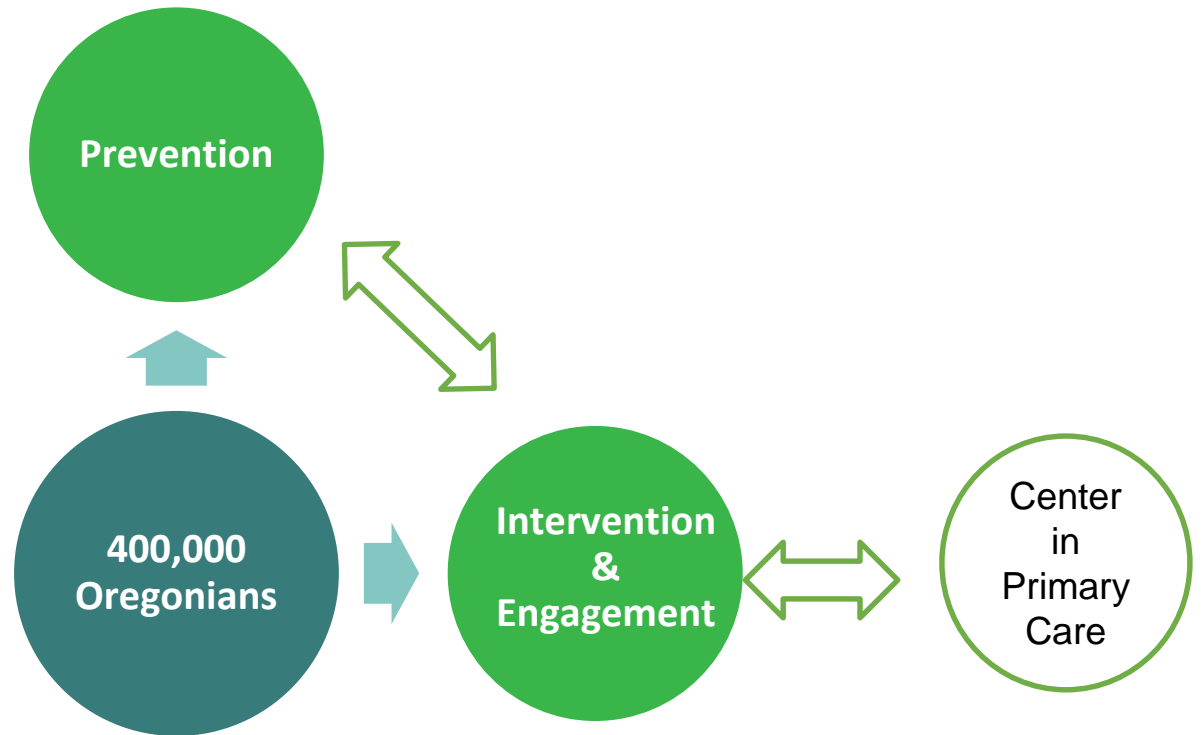 Prevention
400,000
Oregonians
Intervention
&
Engagement
Center
in
Primary
Care